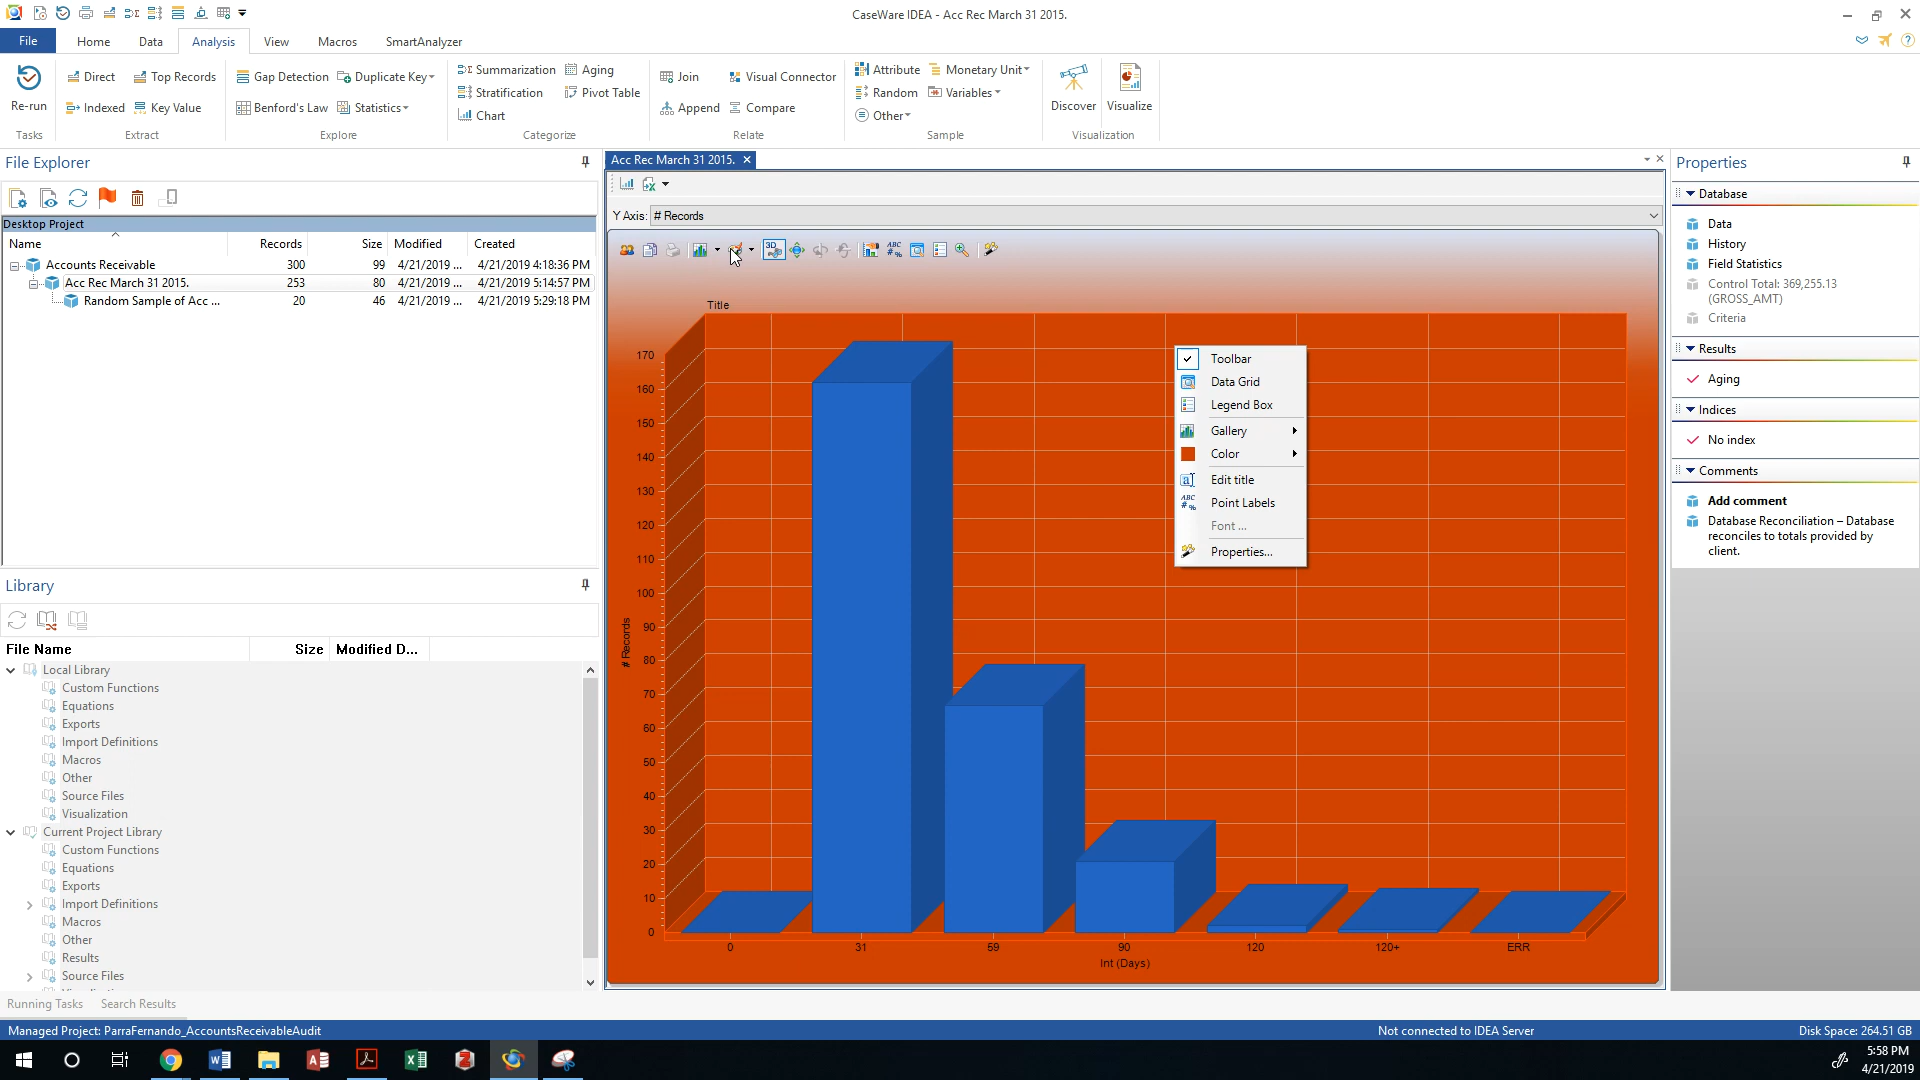 CaseWare IDEA - Acc Rec March 31 2015.
File
Home
Data
Analysis
View
Macros
SmartAnalyzer
Re-run
Tasks
Direct
Top Records
Indexed
Key Value
Extract
Gap Detection
Duplicate Key
Benford's Law
Statistics
Explore
Summarization
Aging
Stratification
Pivot Table
Chart
Categorize
Join
Visual Connector
Append
Compare
Relate
Attribute
Monetary Unit
Random
Variables
Other
Sample
Discover
Visualize
Visualization
File Explorer
Desktop Project
Name Records Size Modified Created
Accounts Receivable 300 99 4/21/2019 ... 4/21/2019 4:18:36 PM
Acc Rec March 31 2015. 253 80 4/21/2019 ... 4/21/2019 5:14:57 PM
Random Sample of Acc ... 20 46 4/21/2019 ... 4/21/2019 5:29:18 PM
Library
File Name Size Modified D...
Local Library
Custom Functions
Equations
Exports
Import Definitions
Macros
Other
Source Files
Visualization
Current Project Library
Custom Functions
Equations
Exports
Import Definitions
Macros
Other
Results
Source Files
Running Tasks Search Results
Acc Rec March 31 2015.
Y Axis: # Records
3D
ABC
# %
Title
170
160
150
140
130
120
110
100
90
80
70
60
50
40
30
20
10
0
# Records
0 31 59 90 120 120+ ERR
Int (Days)
Toolbar
Data Grid
Legend Box
Gallery
Color
Edit title
Point Labels
Font ...
Properties...
Properties
Database
Data
History
Field Statistics
Control Total: 369,255.13
(GROSS_AMT)
Criteria
Results
Aging
Indices
No index
Comments
Add comment
Database Reconciliation – Database
reconciles to totals provided by
client.
Managed Project: ParraFernando_AccountsReceivableAudit
Not connected to IDEA Server
Disk Space: 264.51 GB
5:58 PM
4/21/2019